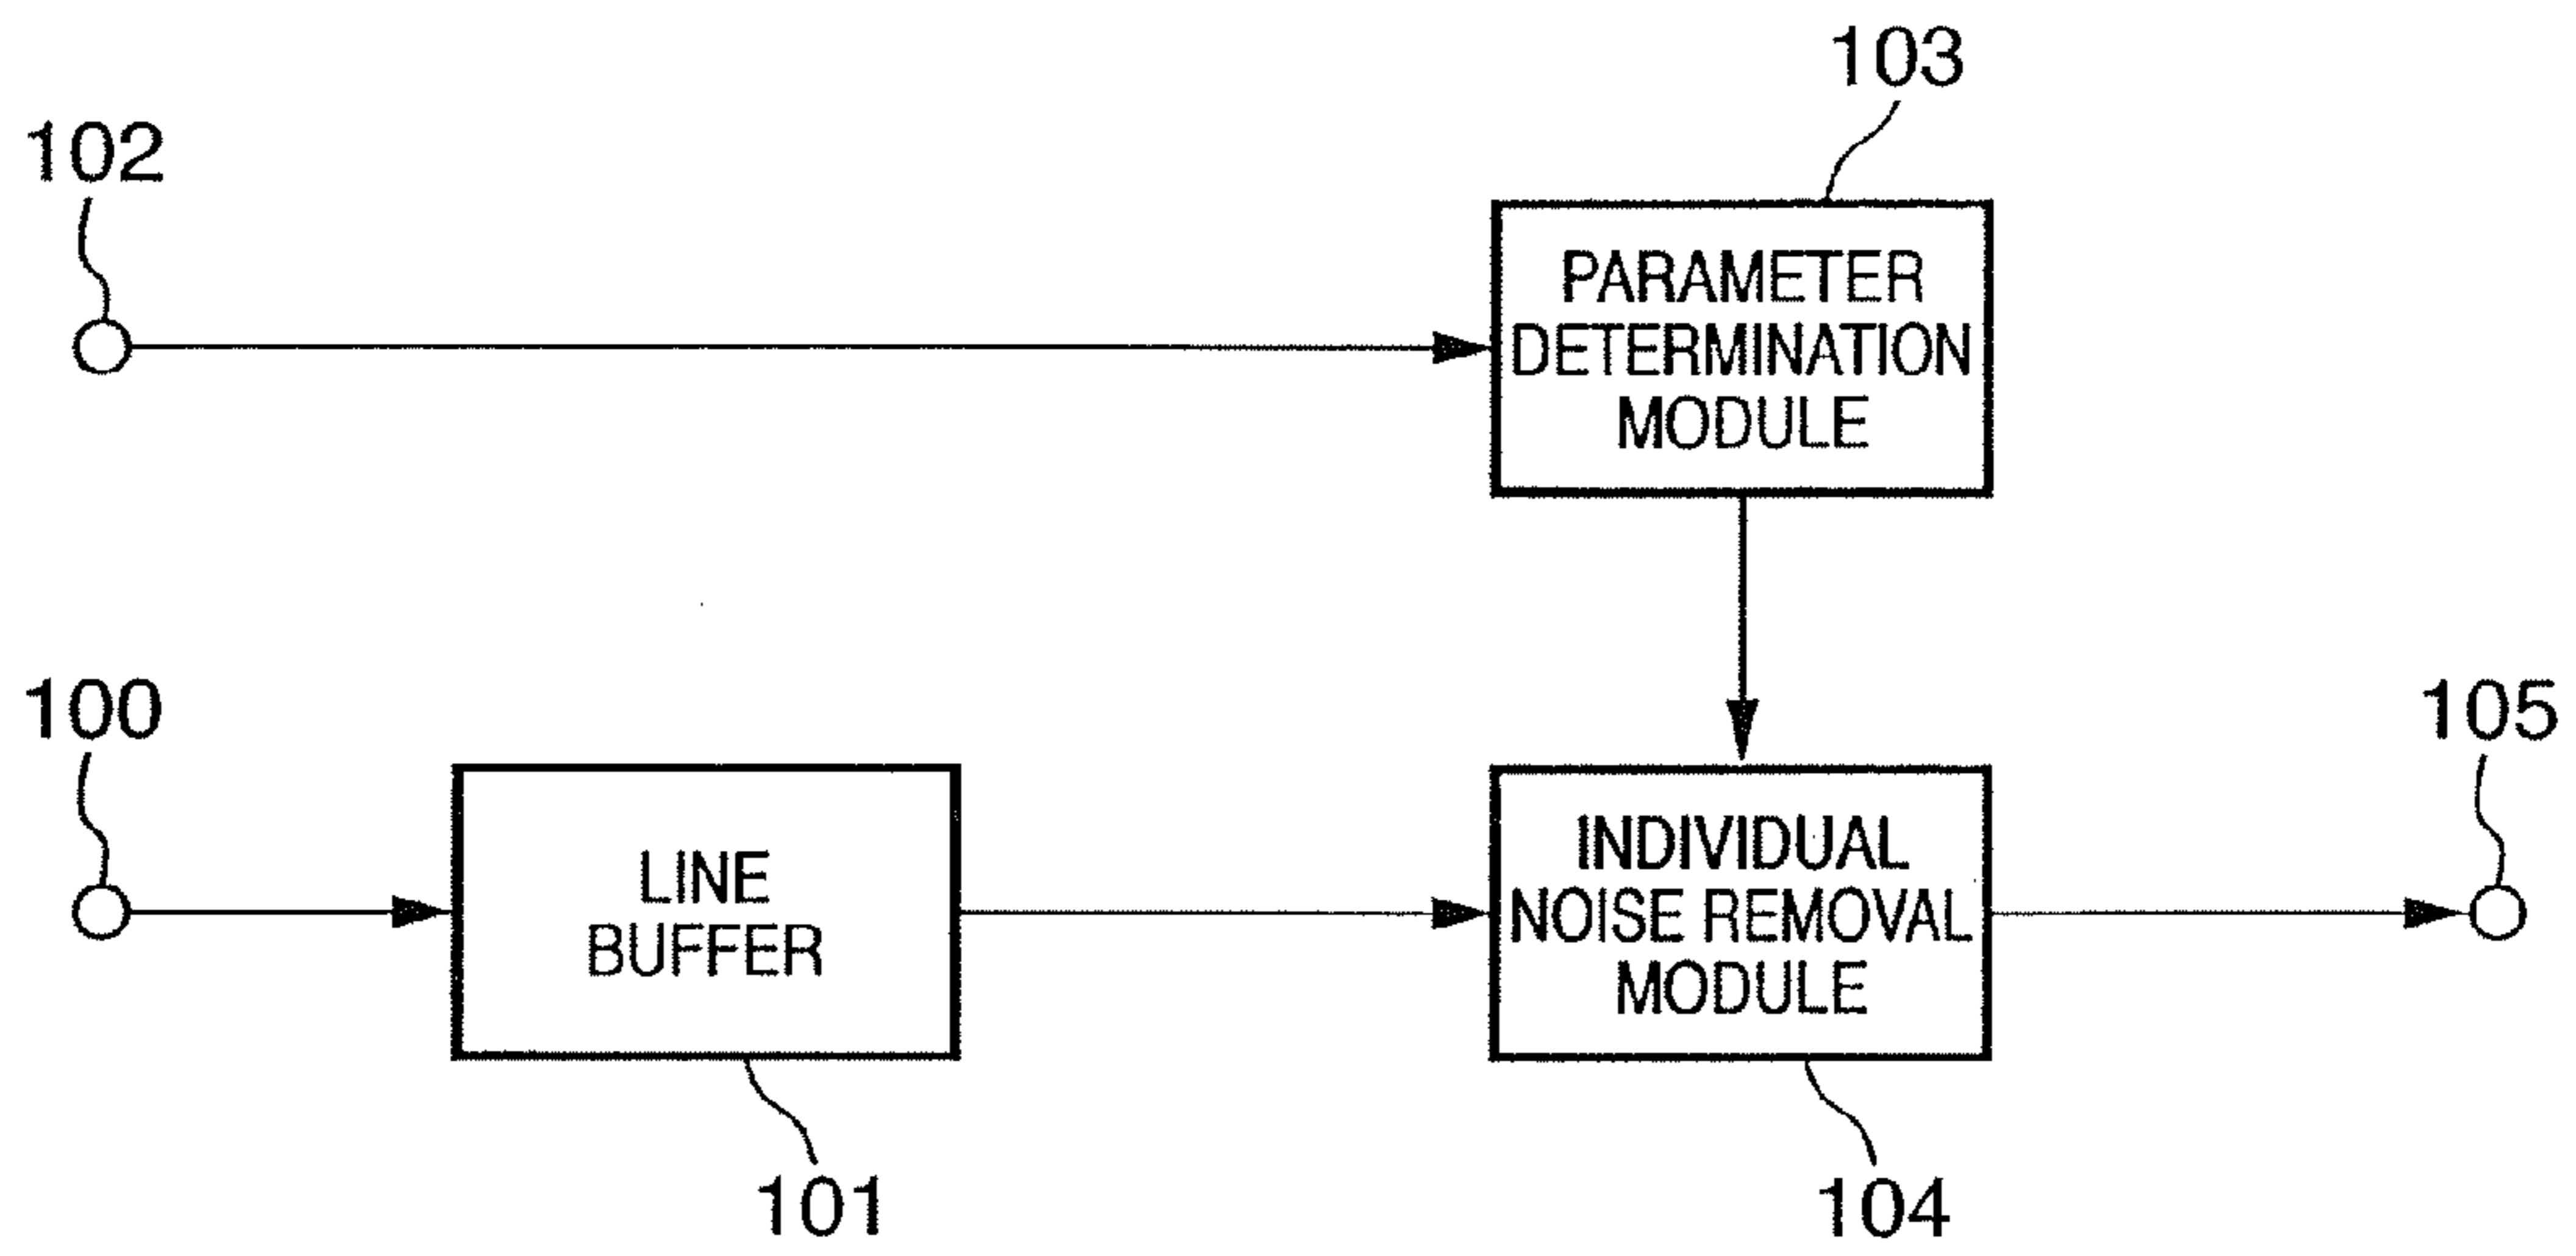 103
102
PARAMETER
DETERMINATION
MODULE
100
105
LINE
BUFFER
INDIVIDUAL
NOISE REMOVAL
MODULE
101
104